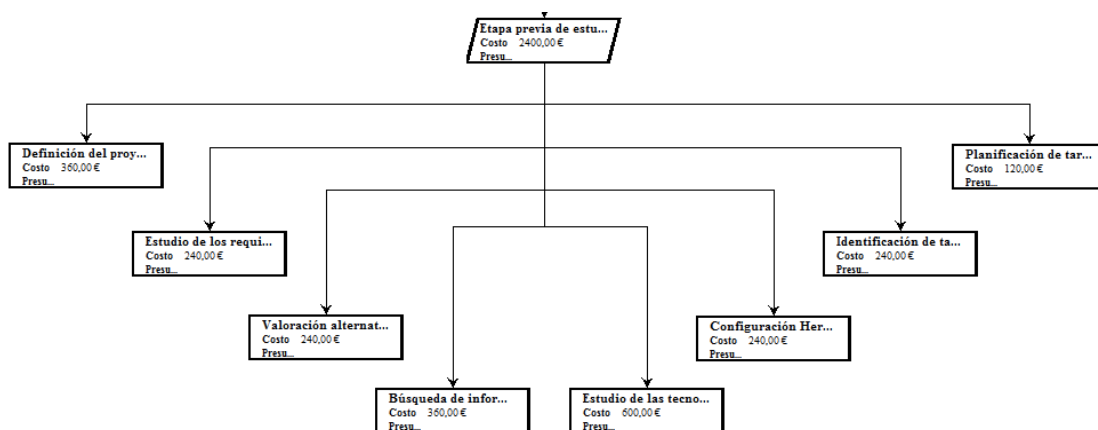 Etapa previa de estu...
Costo 2400,00 €
Presu...
Definición del proy...
Costo 360,00 €
Presu...
Planificación de tar...
Costo 120,00 €
Presu...
Estudio de los requi...
Costo 240,00 €
Presu...
Identificación de ta...
Costo 240,00 €
Presu...
Valoración alternat...
Costo 240,00 €
Presu...
Configuración Her...
Costo 240,00 €
Presu...
Búsqueda de infor...
Costo 360,00 €
Presu...
Estudio de las tecno...
Costo 600,00 €
Presu...